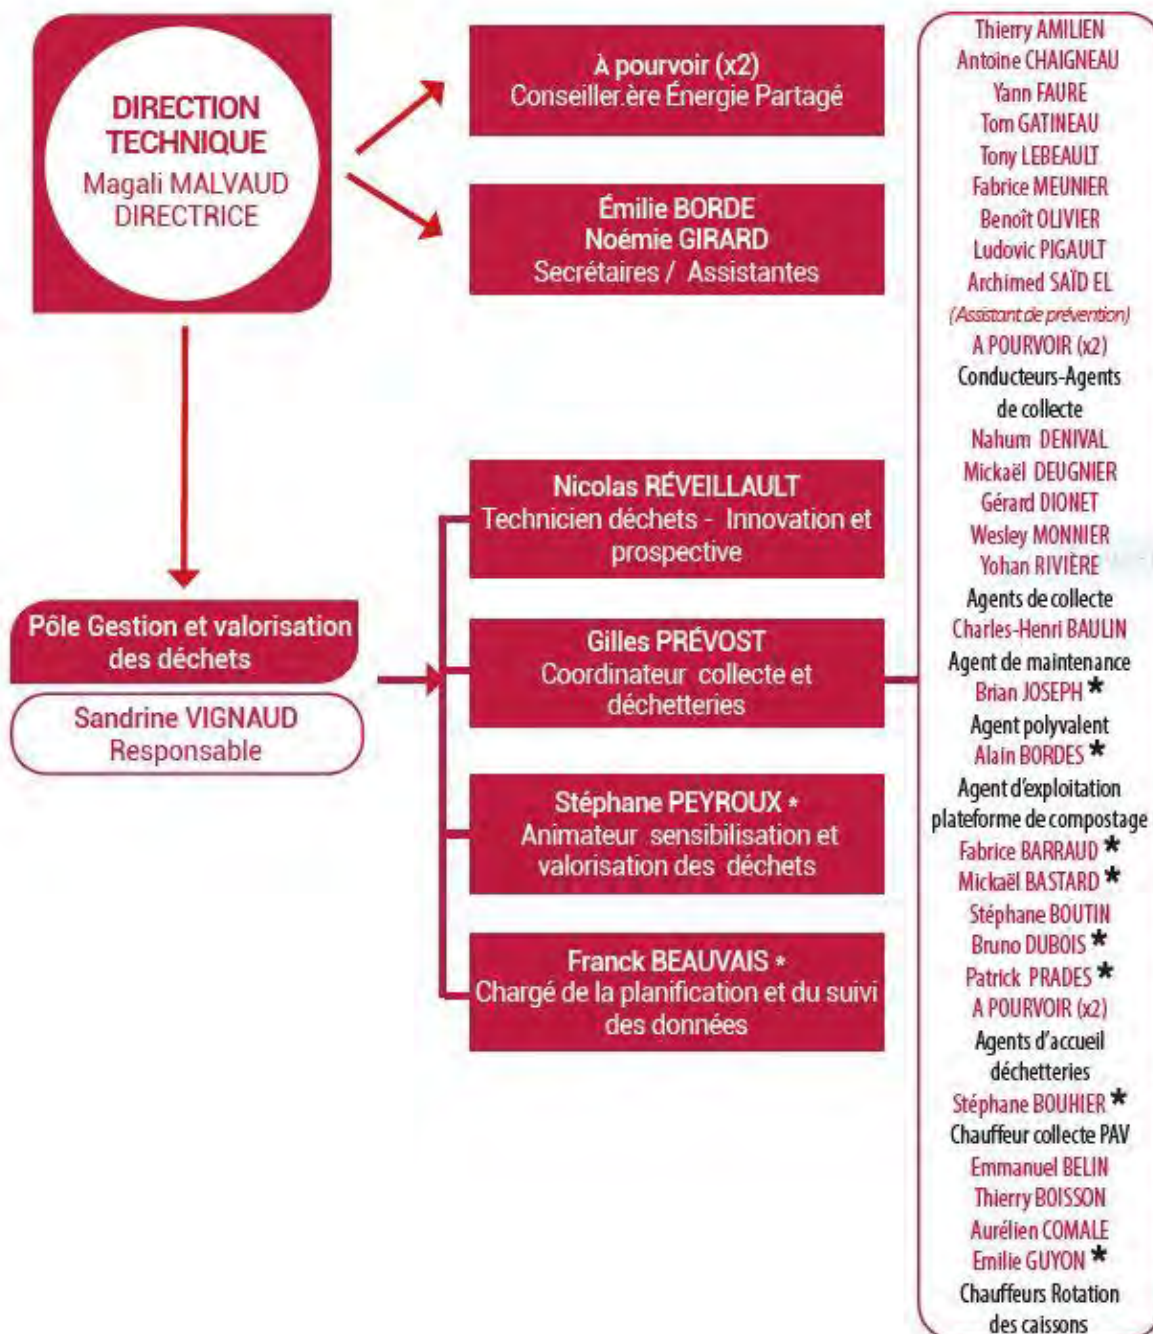 DIRECTION
TECHNIQUE
Magali MALVAUD
DIRECTRICE
À pourvoir (x2)
Conseiller.ère Énergie Partagé
Émilie BORDE
Noémie GIRARD
Secrétaires / Assistantes
Pôle Gestion et valorisation
des déchets
Sandrine VIGNAUD
Responsable
Nicolas RÉVEILLAULT
Technicien déchets - Innovation et
prospective
Gilles PRÉVOST
Coordinateur collecte et
déchetteries
Stéphane PEYROUX *
Animateur sensibilisation et
valorisation des déchets
Franck BEAUVAIS *
Chargé de la planification et du suivi
des données
Thierry AMILIEN
Antoine CHAIGNEAU
Yann FAURE
Tom GATINEAU
Tony LEBEAULT
Fabrice MEUNIER
Benoît OLIVIER
Ludovic PIGAULT
Archimed SAÏD EL
(Assistant de prévention)
A POURVOIR (x2)
Conducteurs-Agents
de collecte
Nahum DENIVAL
Mickaël DEUGNIER
Gérard DIONET
Wesley MONNIER
Yohan RIVIÈRE
Agents de collecte
Charles-Henri BAULIN
Agent de maintenance
Brian JOSEPH *
Agent polyvalent
Alain BORDES *
Agent d'exploitation
plateforme de compostage
Fabrice BARRAUD *
Mickaël BASTARD *
Stéphane BOUTIN
Bruno DUBOIS *
Patrick PRADES *
A POURVOIR (x2)
Agents d'accueil
déchetteries
Stéphane BOUHIER *
Chauffeur collecte PAV
Emmanuel BELIN
Thierry BOISSON
Aurélien COMALE
Emilie GUYON *
Chauffeurs Rotation
des caissons